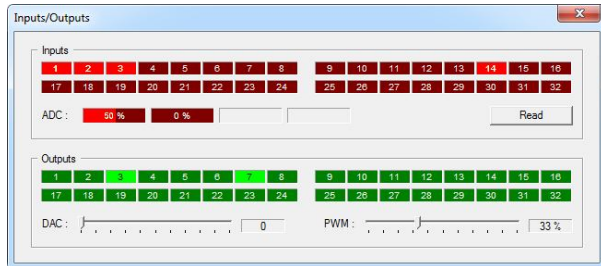 Inputs/Outputs
Inputs
1 2 3 4 5 6 7 8 9 10 11 12 13 14 15 16
17 18 19 20 21 22 23 24 25 26 27 28 29 30 31 32
ADC : 50 % 0 % Read
Outputs
1 2 3 4 5 6 7 8 9 10 11 12 13 14 15 16
17 18 19 20 21 22 23 24 25 26 27 28 29 30 31 32
DAC : 0 PWM : 33 %